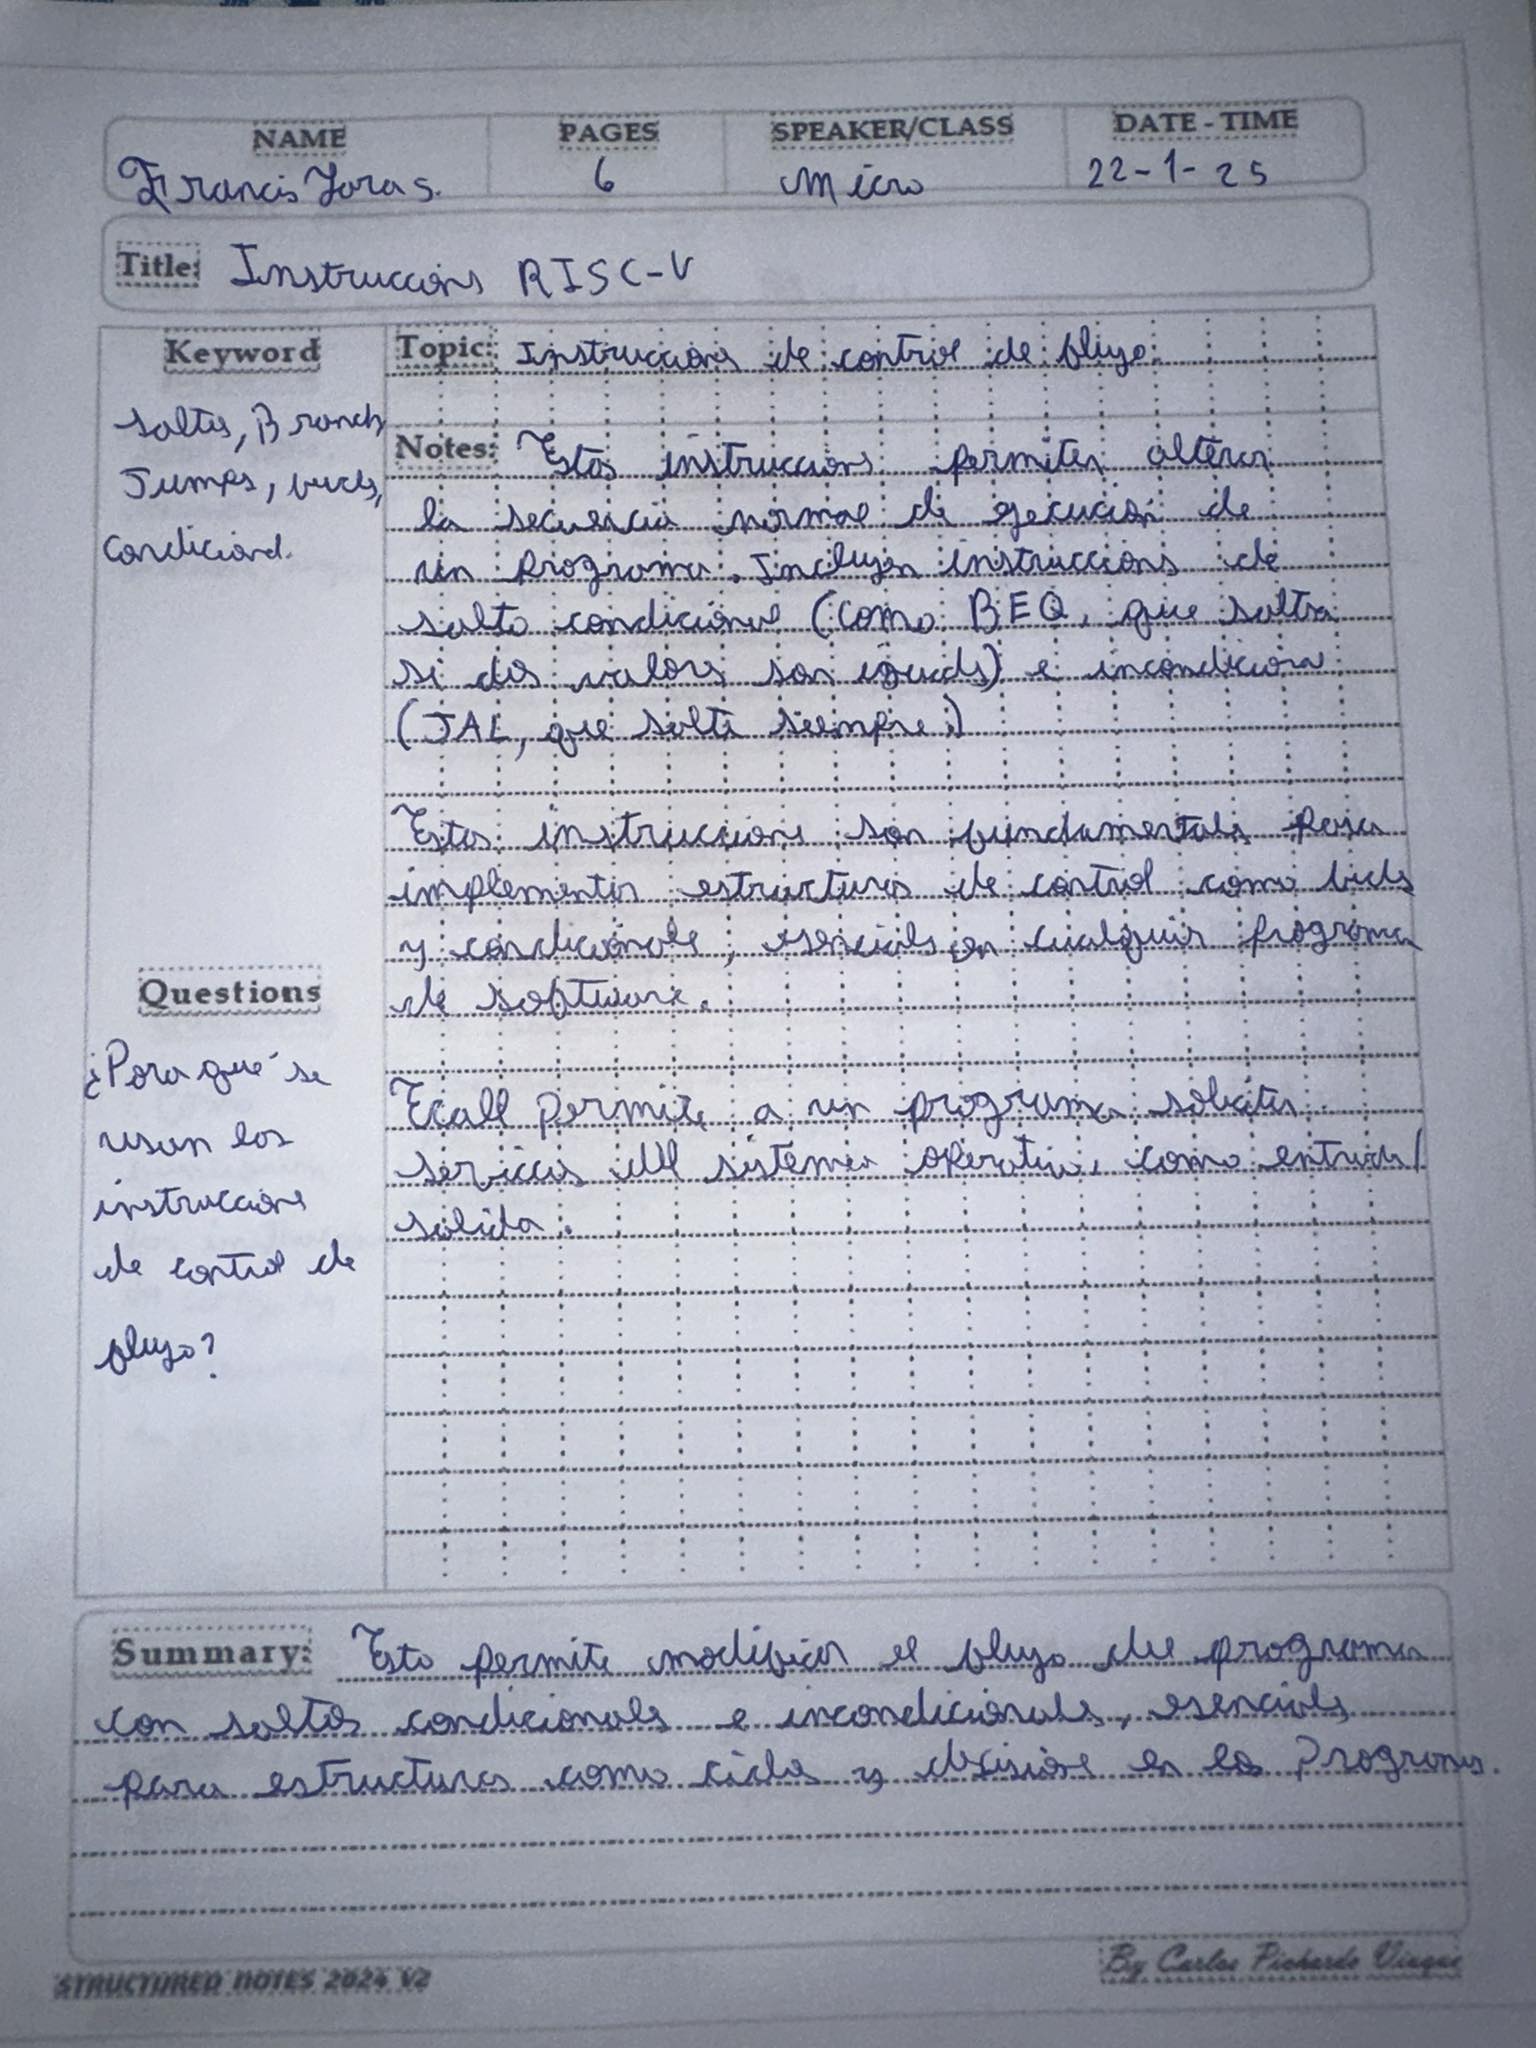 NAME PAGES SPEAKER/CLASS DATE - TIME
Francis 6 Micro 22-1-25
Title: Instruccions RISC-V
Keyword
Saltos, Branch
Jumps, bucls,
Condicional.
Topic: Instruccions de control de flujo.
Notes: Estas instruccions permiten alterar
la secuencia normal de ejecución de
un programa. Incluyen instruccions de
salto condicional (como BEQ, que salta
si dos valors son iguals) e incondicional
(JAL, que salta siempre.)
Estas instruccions son fundamentals para
implementar estructuras de control como bucls
y condicionals, esencials en cualquier programa
de software.
Ecall permite a un programa solicitar
servicios del sistema operativo, como entrada/
salida.
Questions
¿Para qué se
usan las
instruccions
de control de
flujo?
Summary: Esto permite modificar el flujo del programa
con saltos condicionals e incondicionals, esencials
para estructuras como ciclos y decisions en los Programas.
STRUCTURED NOTES 2024 V2
By Carlos Pichardo Viuque